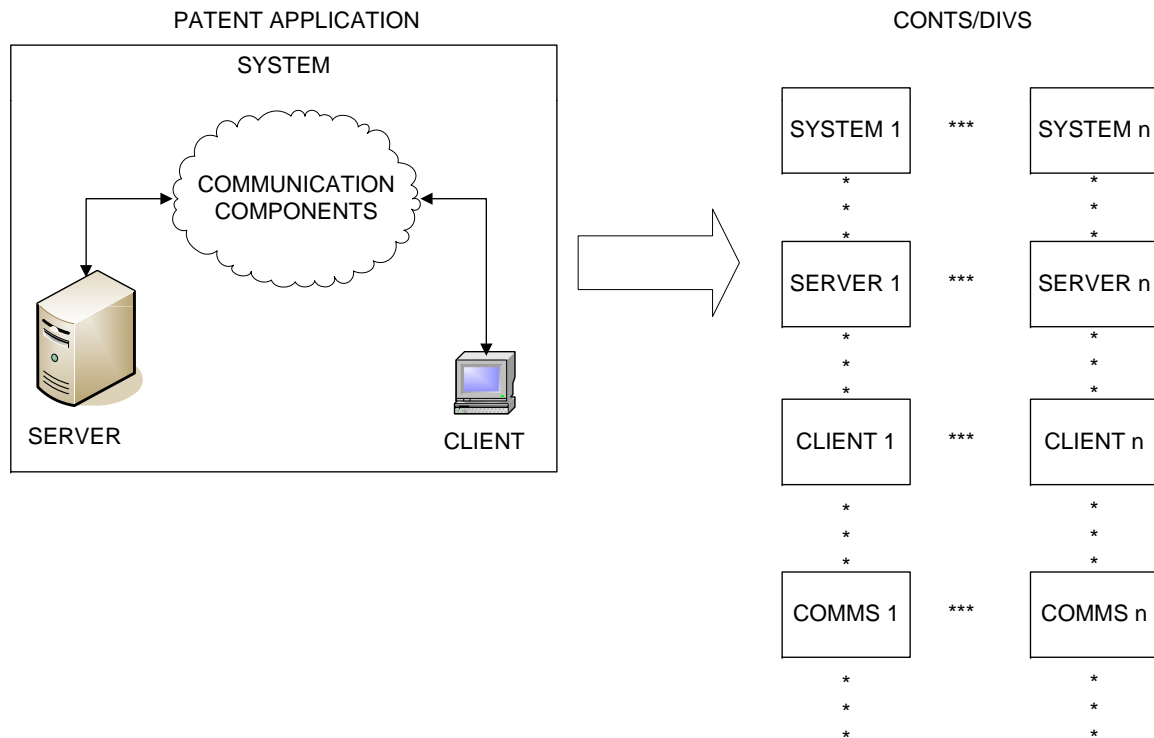 PATENT APPLICATION
SYSTEM
COMMUNICATION
COMPONENTS
SERVER
CLIENT
CONTS/DIVS
SYSTEM 1 *** SYSTEM n
* *
* *
* *
SERVER 1 *** SERVER n
* *
* *
* *
CLIENT 1 *** CLIENT n
* *
* *
* *
COMMS 1 *** COMMS n
* *
* *
* *